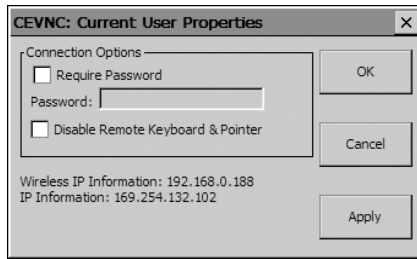 CEVNC: Current User Properties
Connection Options
Require Password
Password:
Disable Remote Keyboard & Pointer
OK
Cancel
Apply
Wireless IP Information: 192.168.0.188
IP Information: 169.254.132.102